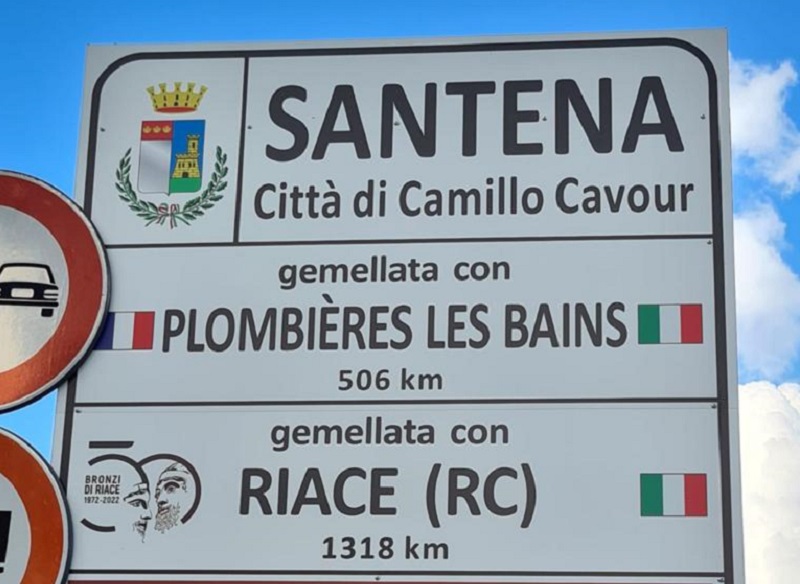 SANTENA
Città di Camillo Cavour
gemellata con
PLOMBIÈRES LES BAINS
506 km
gemellata con
BRONZI
DI RIACE
1972-2022
RIACE (RC)
1318 km